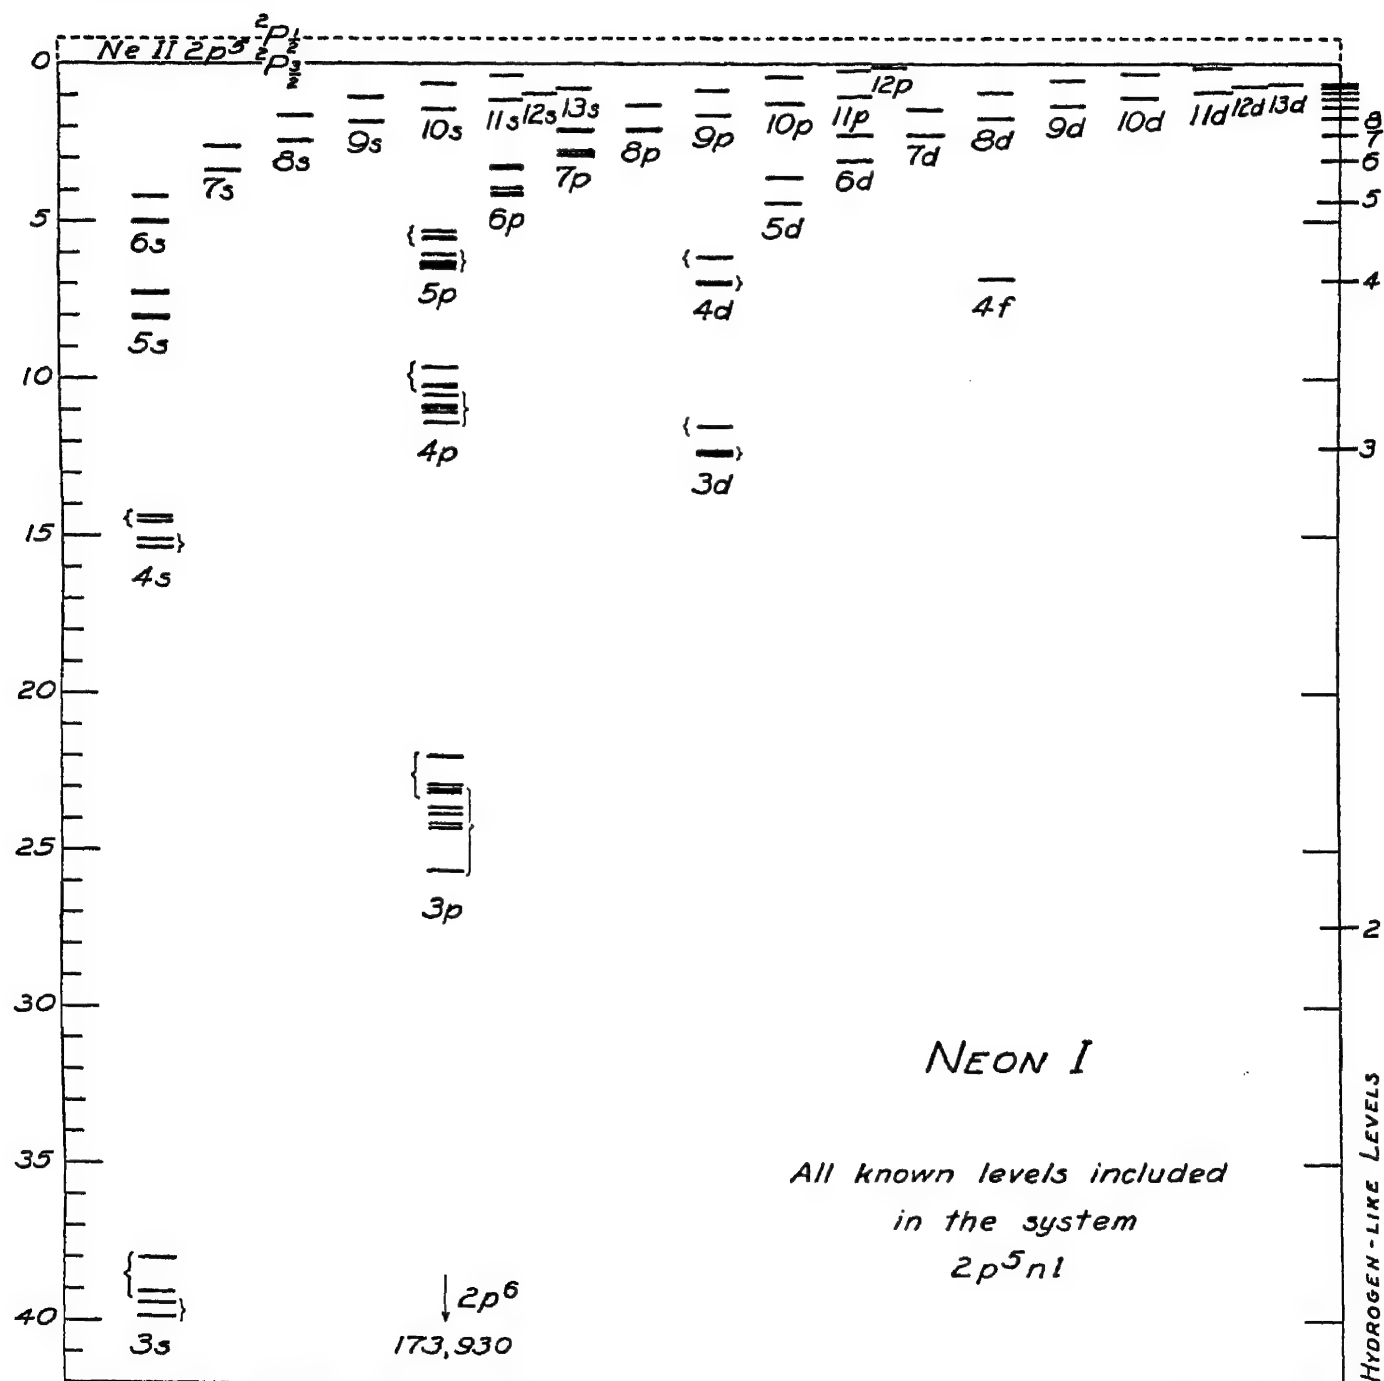 ²P½
Ne II 2p⁵ ²P3/2
0
12p
12s 13s
11s
10s
9s
8s
7s
8p
9p
10p
11p
7d
8d
9d
10d
11d 12d 13d
8
7
6
7p
6p
6d
5d
5
5
6s
5p
4d
4f
4
5s
10
4p
3d
3
15
4s
20
25
3p
2
30
NEON I
35
All known levels included
in the system
2p⁵nl
2p⁶
40
3s
173,930
HYDROGEN-LIKE LEVELS